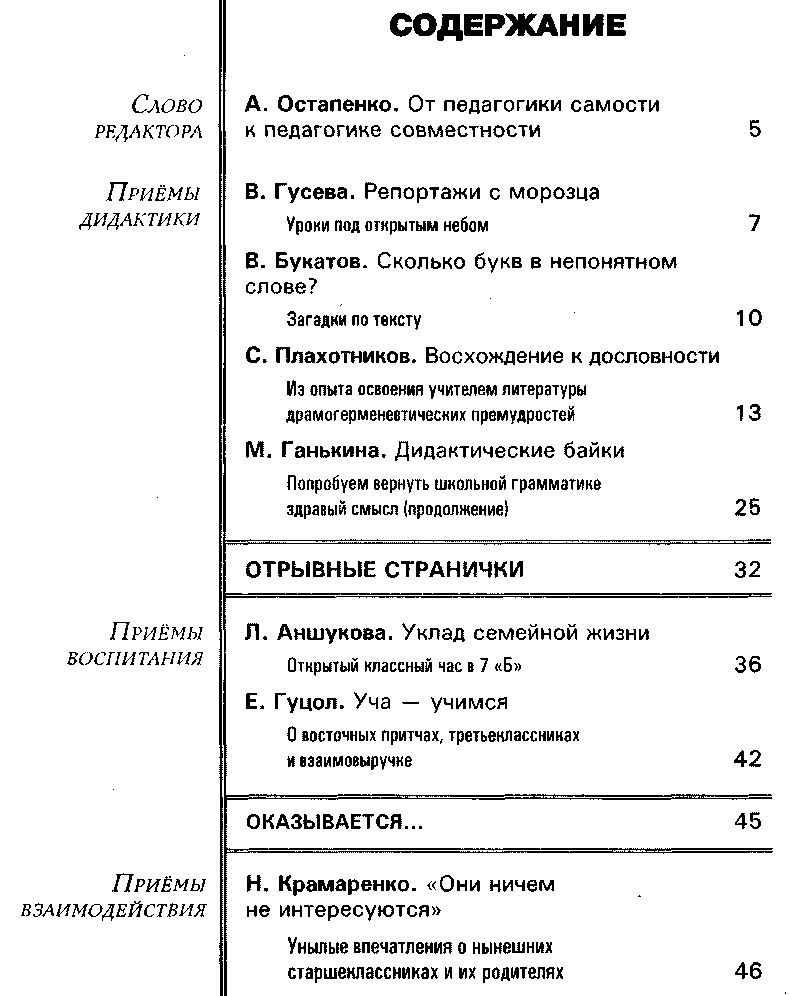 СОДЕРЖАНИЕ
СЛОВО
РЕДАКТОРА
А. Остапенко. От педагогики самости
к педагогике совместности 5
ПРИЁМЫ
ДИДАКТИКИ
В. Гусева. Репортажи с морозца
Уроки под открытым небом 7
В. Букатов. Сколько букв в непонятном
слове?
Загадки по тексту 10
С. Плахотников. Восхождение к дословности
Из опыта освоения учителем литературы
драмогерменевтических премудростей 13
М. Ганькина. Дидактические байки
Попробуем вернуть школьной грамматике
здравый смысл (продолжение) 25
ОТРЫВНЫЕ СТРАНИЧКИ 32
ПРИЁМЫ
ВОСПИТАНИЯ
Л. Аншукова. Уклад семейной жизни
Открытый классный час в 7 «Б» 36
Е. Гуцол. Уча — учимся
О восточных притчах, третьеклассниках
и взаимовыручке 42
ОКАЗЫВАЕТСЯ... 45
ПРИЁМЫ
ВЗАИМОДЕЙСТВИЯ
Н. Крамаренко. «Они ничем
не интересуются»
Унылые впечатления о нынешних
старшеклассниках и их родителях 46